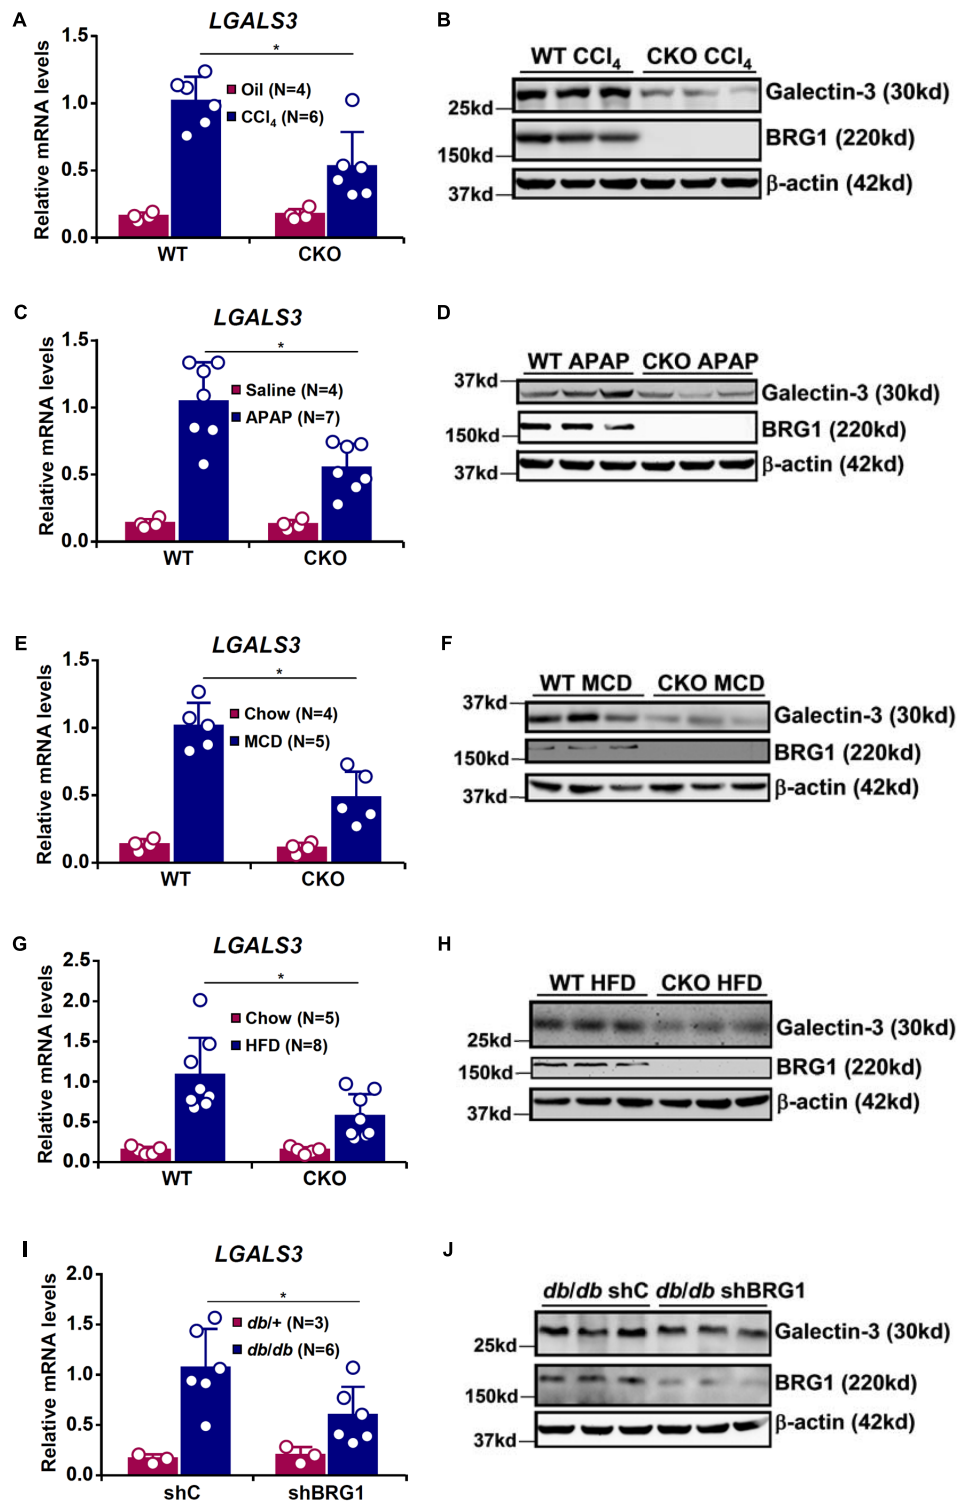 A
LGALS3
*
Relative mRNA levels
1.5
1.0
0.5
0.0
Oil (N=4)
CCl4 (N=6)
WT
CKO
B
WT CCl4
CKO CCl4
Galectin-3 (30kd)
25kd
BRG1 (220kd)
150kd
β-actin (42kd)
37kd
C
LGALS3
*
Relative mRNA levels
1.5
1.0
0.5
0.0
Saline (N=4)
APAP (N=7)
WT
CKO
D
WT APAP
CKO APAP
37kd
Galectin-3 (30kd)
BRG1 (220kd)
150kd
β-actin (42kd)
37kd
E
LGALS3
*
Relative mRNA levels
1.5
1.0
0.5
0.0
Chow (N=4)
MCD (N=5)
WT
CKO
F
WT MCD
CKO MCD
37kd
Galectin-3 (30kd)
BRG1 (220kd)
150kd
β-actin (42kd)
37kd
G
LGALS3
*
Relative mRNA levels
2.5
2.0
1.5
1.0
0.5
0.0
Chow (N=5)
HFD (N=8)
WT
CKO
H
WT HFD
CKO HFD
Galectin-3 (30kd)
25kd
BRG1 (220kd)
150kd
β-actin (42kd)
37kd
I
LGALS3
*
Relative mRNA levels
2.0
1.5
1.0
0.5
0.0
db/+ (N=3)
db/db (N=6)
shC
shBRG1
J
db/db shC
db/db shBRG1
Galectin-3 (30kd)
25kd
BRG1 (220kd)
150kd
β-actin (42kd)
37kd